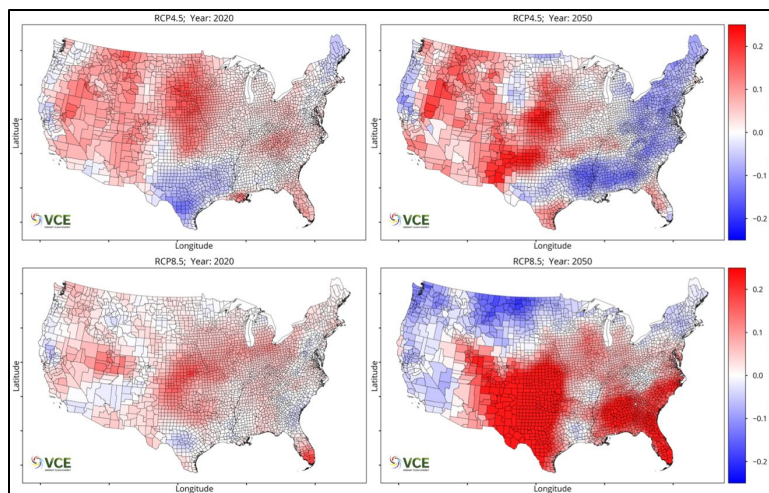 RCP4.5; Year: 2020
RCP4.5; Year: 2050
Latitude
Latitude
0.2
0.1
0.0
−0.1
−0.2
VCE
VCE
Longitude
Longitude
RCP8.5; Year: 2020
RCP8.5; Year: 2050
Latitude
Latitude
0.2
0.1
0.0
−0.1
−0.2
VCE
VCE
Longitude
Longitude